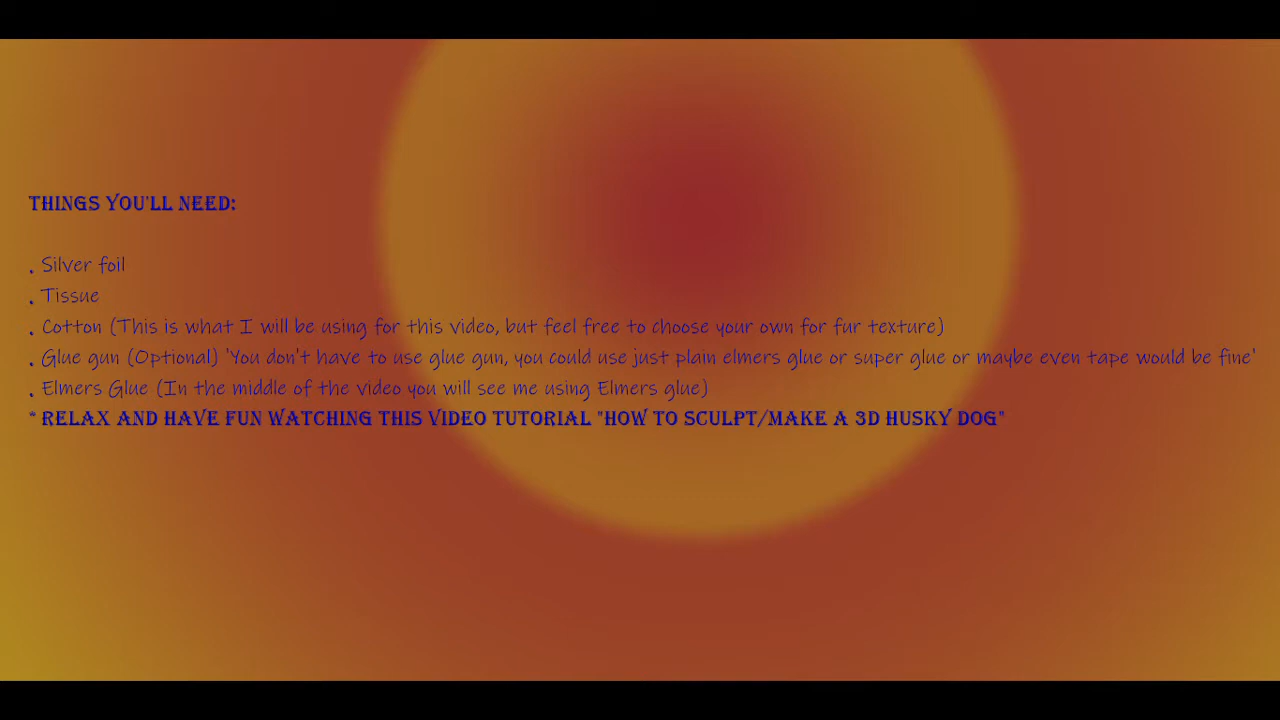 THINGS YOU'LL NEED:
. Silver foil
. Tissue
. Cotton (This is what I will be using for this video, but feel free to choose your own for fur texture)
. Glue gun (Optional) 'You don't have to use glue gun, you could use just plain elmers glue or super glue or maybe even tape would be fine'
. Elmers Glue (In the middle of the video you will see me using Elmers glue)
* RELAX AND HAVE FUN WATCHING THIS VIDEO TUTORIAL "HOW TO SCULPT/MAKE A 3D HUSKY DOG"